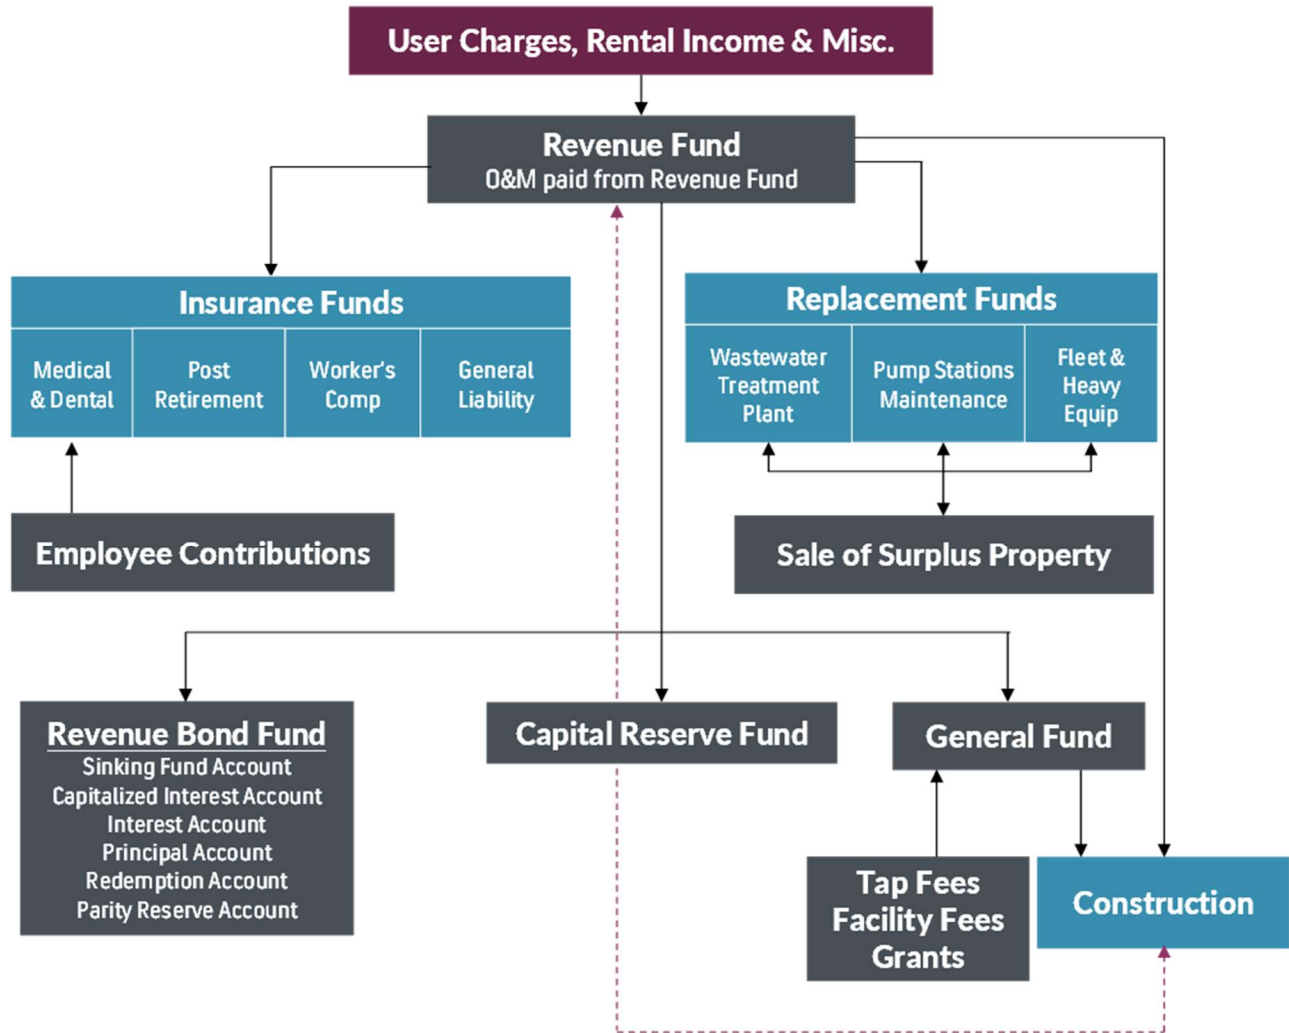 User Charges, Rental Income & Misc.
Revenue Fund
O&M paid from Revenue Fund
Insurance Funds
Medical
& Dental
Post
Retirement
Worker's
Comp
General
Liability
Replacement Funds
Wastewater
Treatment
Plant
Pump Stations
Maintenance
Fleet &
Heavy
Equip
Employee Contributions
Sale of Surplus Property
Revenue Bond Fund
Sinking Fund Account
Capitalized Interest Account
Interest Account
Principal Account
Redemption Account
Parity Reserve Account
Capital Reserve Fund
General Fund
Tap Fees
Facility Fees
Grants
Construction